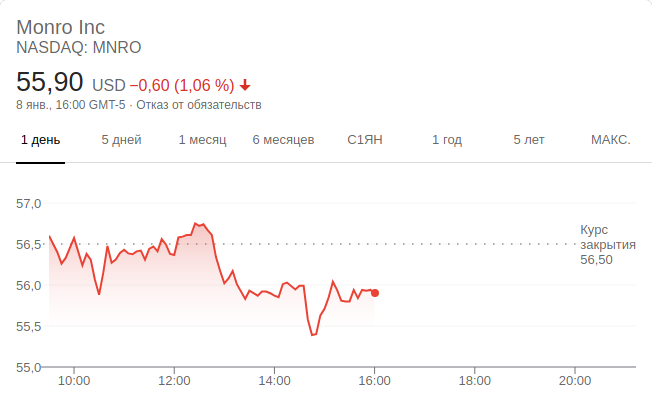 Monro Inc
NASDAQ: MNRO
55,90 USD −0,60 (1,06 %)
8 янв., 16:00 GMT-5 · Отказ от обязательств
1 день 5 дней 1 месяц 6 месяцев С1ЯН 1 год 5 лет МАКС.
57,0
Курс
56,5 закрытия
56,50
56,0
55,5
55,0
10:00 12:00 14:00 16:00 18:00 20:00